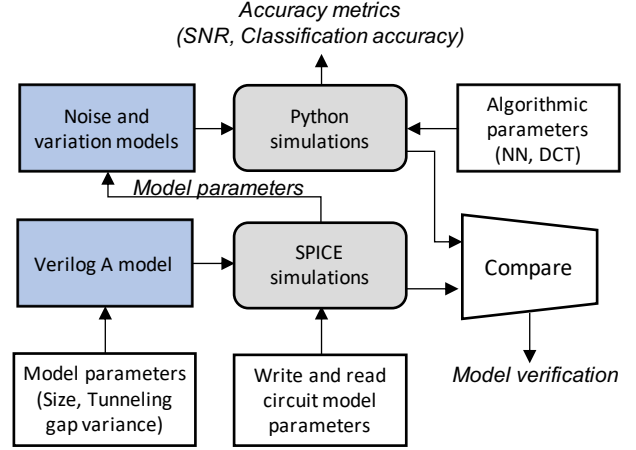 Accuracy metrics
(SNR, Classification accuracy)
Noise and
variation models
Python
simulations
Algorithmic
parameters
(NN, DCT)
Model parameters
Verilog A model
SPICE
simulations
Compare
Model parameters
(Size, Tunneling
gap variance)
Write and read
circuit model
parameters
Model verification